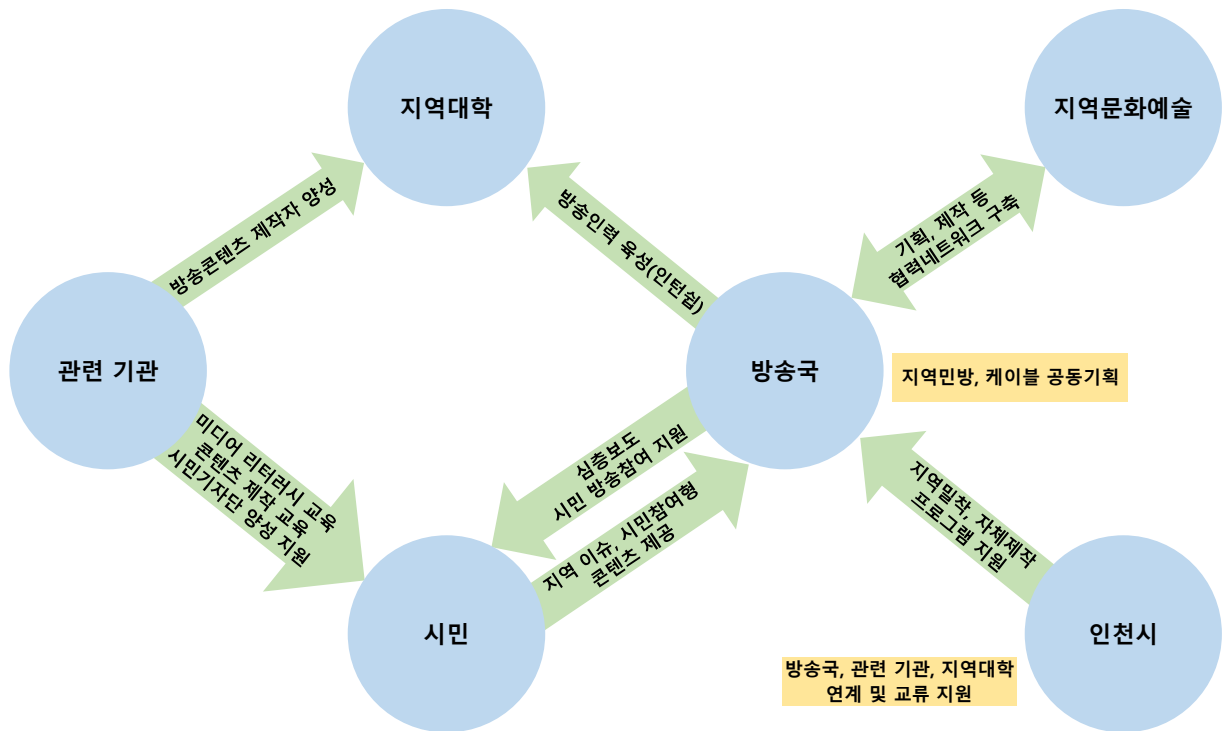 지역대학
지역문화예술
방송콘텐츠 제작자 양성
방송인력 육성(인턴쉽)
기획, 제작 등
협력네트워크 구축
관련 기관
방송국
지역민방, 케이블 공동기획
미디어 리터러시 교육
콘텐츠 제작 교육
시민기자단 양성 지원
심층보도
시민 방송참여 지원
지역 이슈, 시민참여형
콘텐츠 제공
지역밀착, 자체제작
프로그램 지원
시민
인천시
방송국, 관련 기관, 지역대학
연계 및 교류 지원